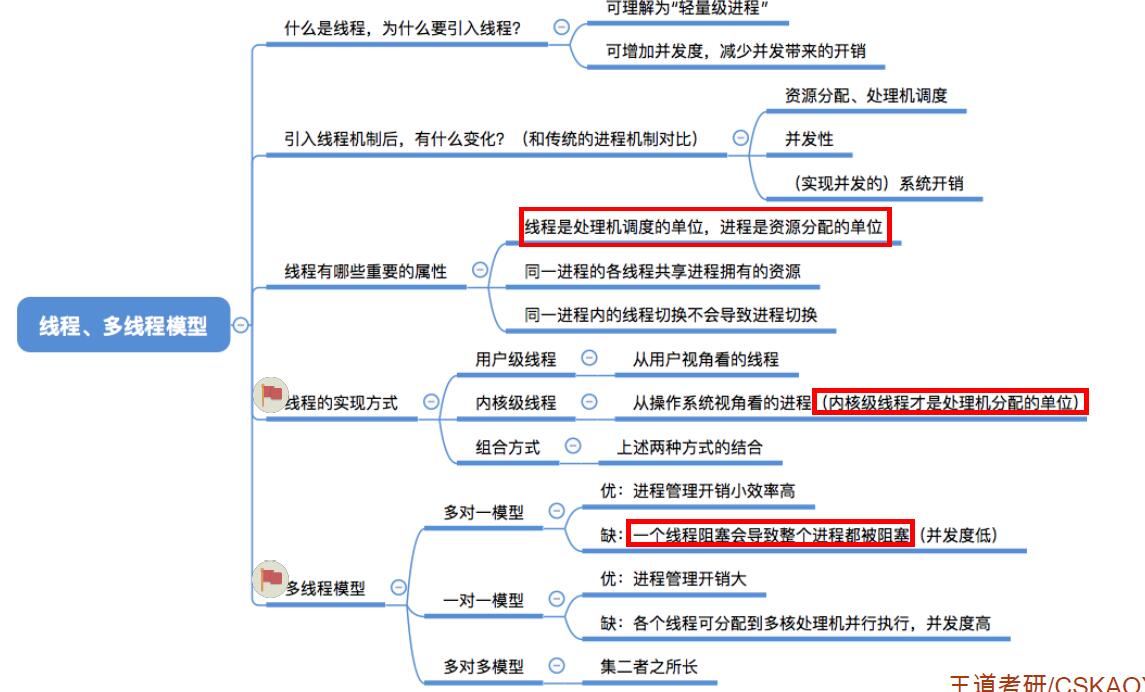 什么是线程，为什么要引入线程？
可理解为“轻量级进程”
可增加并发度，减少并发带来的开销
引入线程机制后，有什么变化？（和传统的进程机制对比）
资源分配、处理机调度
并发性
（实现并发的）系统开销
线程、多线程模型
线程有哪些重要的属性
线程是处理机调度的单位，进程是资源分配的单位
同一进程的各线程共享进程拥有的资源
同一进程内的线程切换不会导致进程切换
线程的实现方式
用户级线程
从用户视角看的线程
内核级线程
从操作系统视角看的进程（内核级线程才是处理机分配的单位）
组合方式
上述两种方式的结合
多线程模型
多对一模型
优：进程管理开销小效率高
缺：一个线程阻塞会导致整个进程都被阻塞（并发度低）
一对一模型
优：进程管理开销大
缺：各个线程可分配到多核处理机并行执行，并发度高
多对多模型
集二者之所长
王道考研/CSKAO